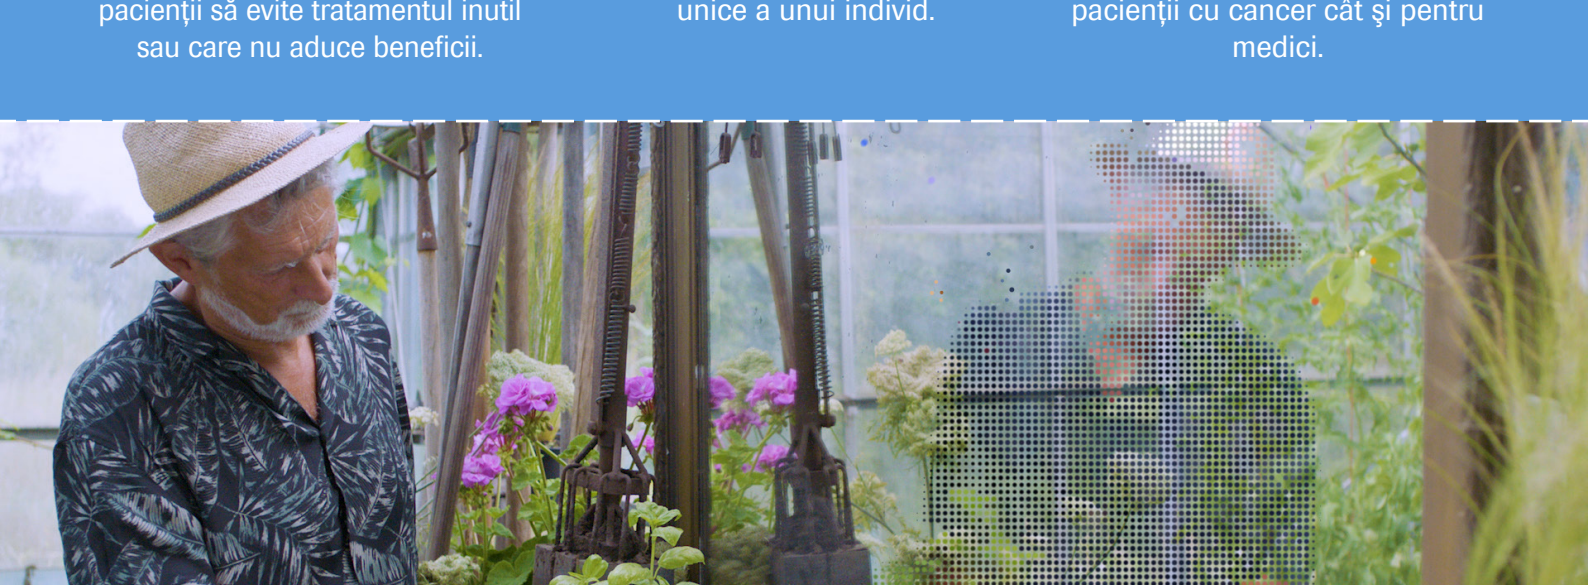 pacienții să evite tratamentul inutil
sau care nu aduce beneficii.
unice a unui individ.
pacienții cu cancer cât și pentru
medici.